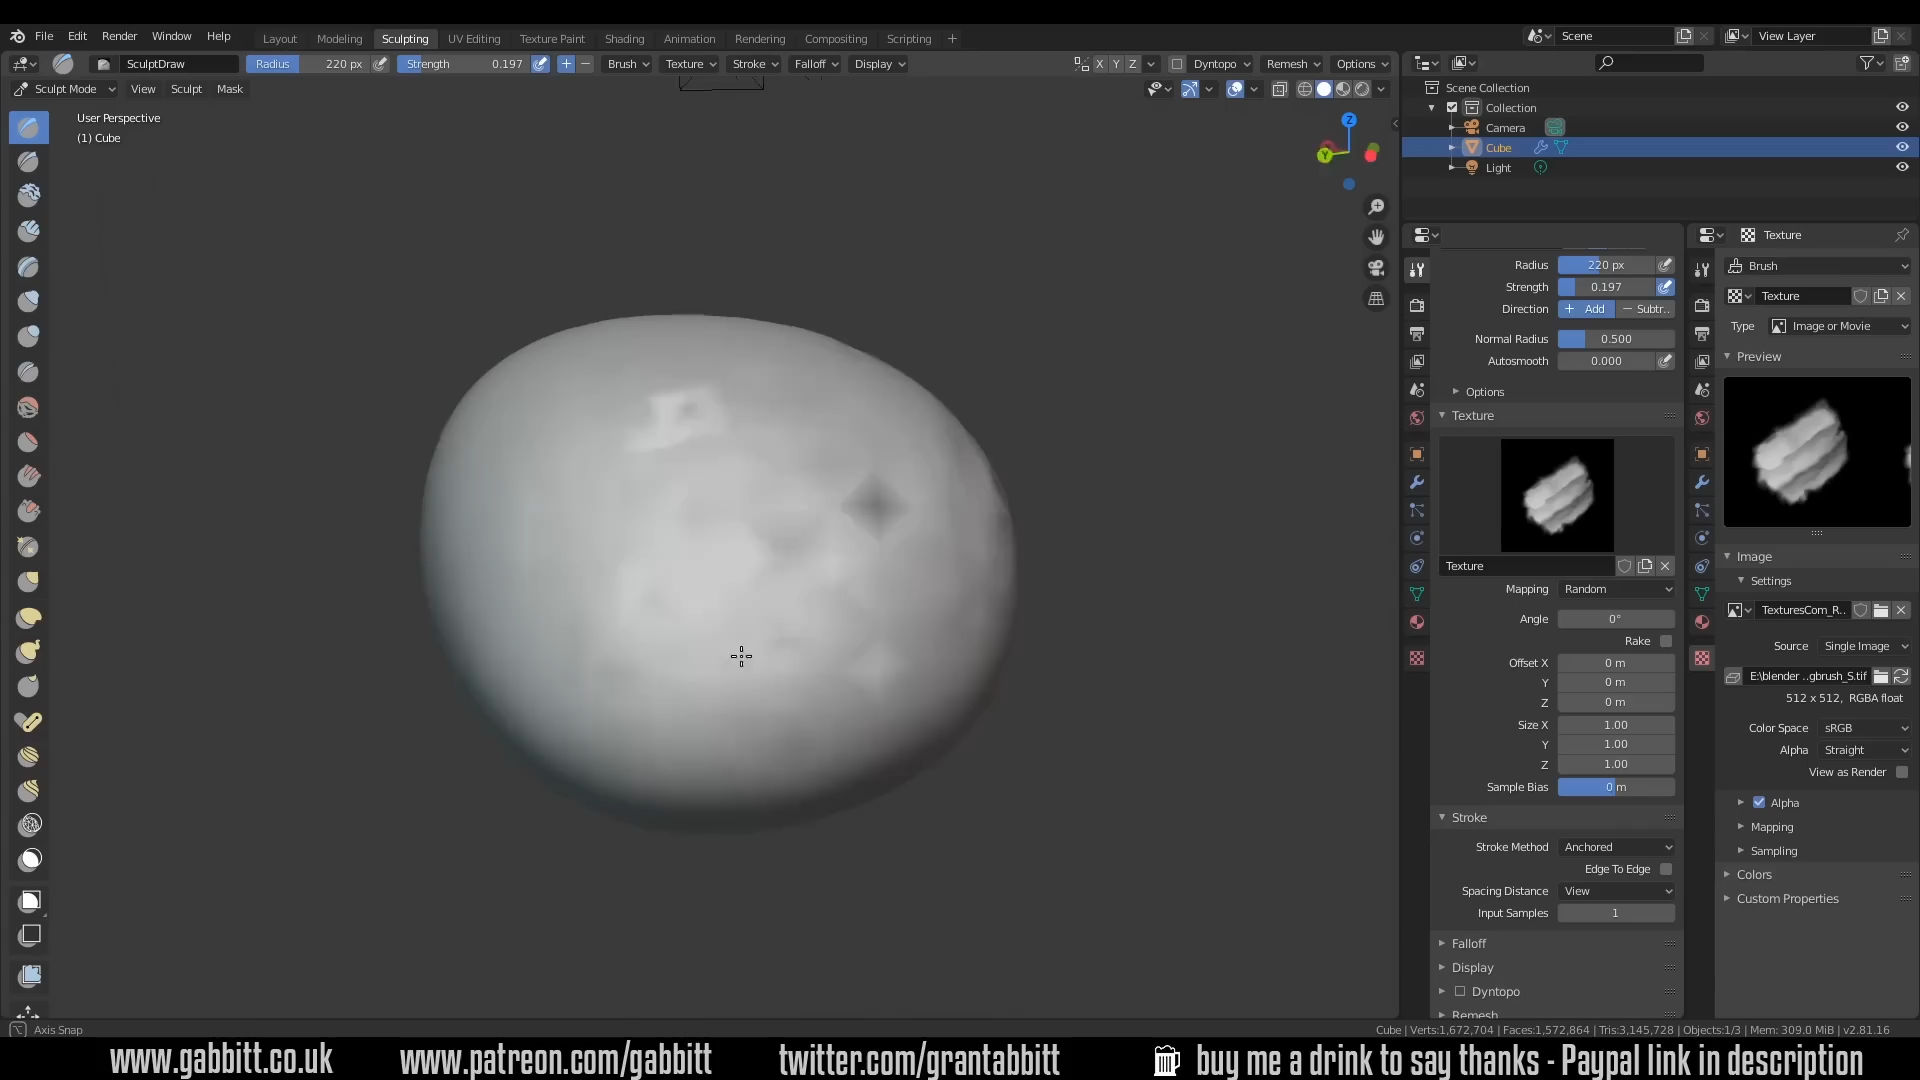 File Edit Render Window Help Layout Modeling Sculpting UV Editing Texture Paint Shading Animation Rendering Compositing Scripting + Scene View Layer
SculptDraw Radius 220 px Strength 0.197 + − Brush Texture Stroke Falloff Display X Y Z Dyntopo Remesh Options
Sculpt Mode View Sculpt Mask
User Perspective
(1) Cube
Z
Y
Scene Collection
Collection
Camera
Cube
Light
Radius 220 px
Strength 0.197
Direction + Add − Subtr..
Normal Radius 0.500
Autosmooth 0.000
Options
Texture
Texture
Mapping Random
Angle 0°
Rake
Offset X 0 m
Y 0 m
Z 0 m
Size X 1.00
Y 1.00
Z 1.00
Sample Bias 0 m
Stroke
Stroke Method Anchored
Edge To Edge
Spacing Distance View
Input Samples 1
Falloff
Display
Dyntopo
Remesh
Texture
Brush
Texture
Type Image or Movie
Preview
Image
Settings
TexturesCom_R..
Source Single Image
E:\blender ..gbrush_S.tif
512 x 512, RGBA float
Color Space sRGB
Alpha Straight
View as Render
Alpha
Mapping
Sampling
Colors
Custom Properties
Axis Snap
Cube | Verts:1,672,704 | Faces:1,572,864 | Tris:3,145,728 | Objects:1/3 | Mem: 309.0 MiB | v2.81.16
www.gabbitt.co.uk www.patreon.com/gabbitt twitter.com/grantabbitt buy me a drink to say thanks - Paypal link in description